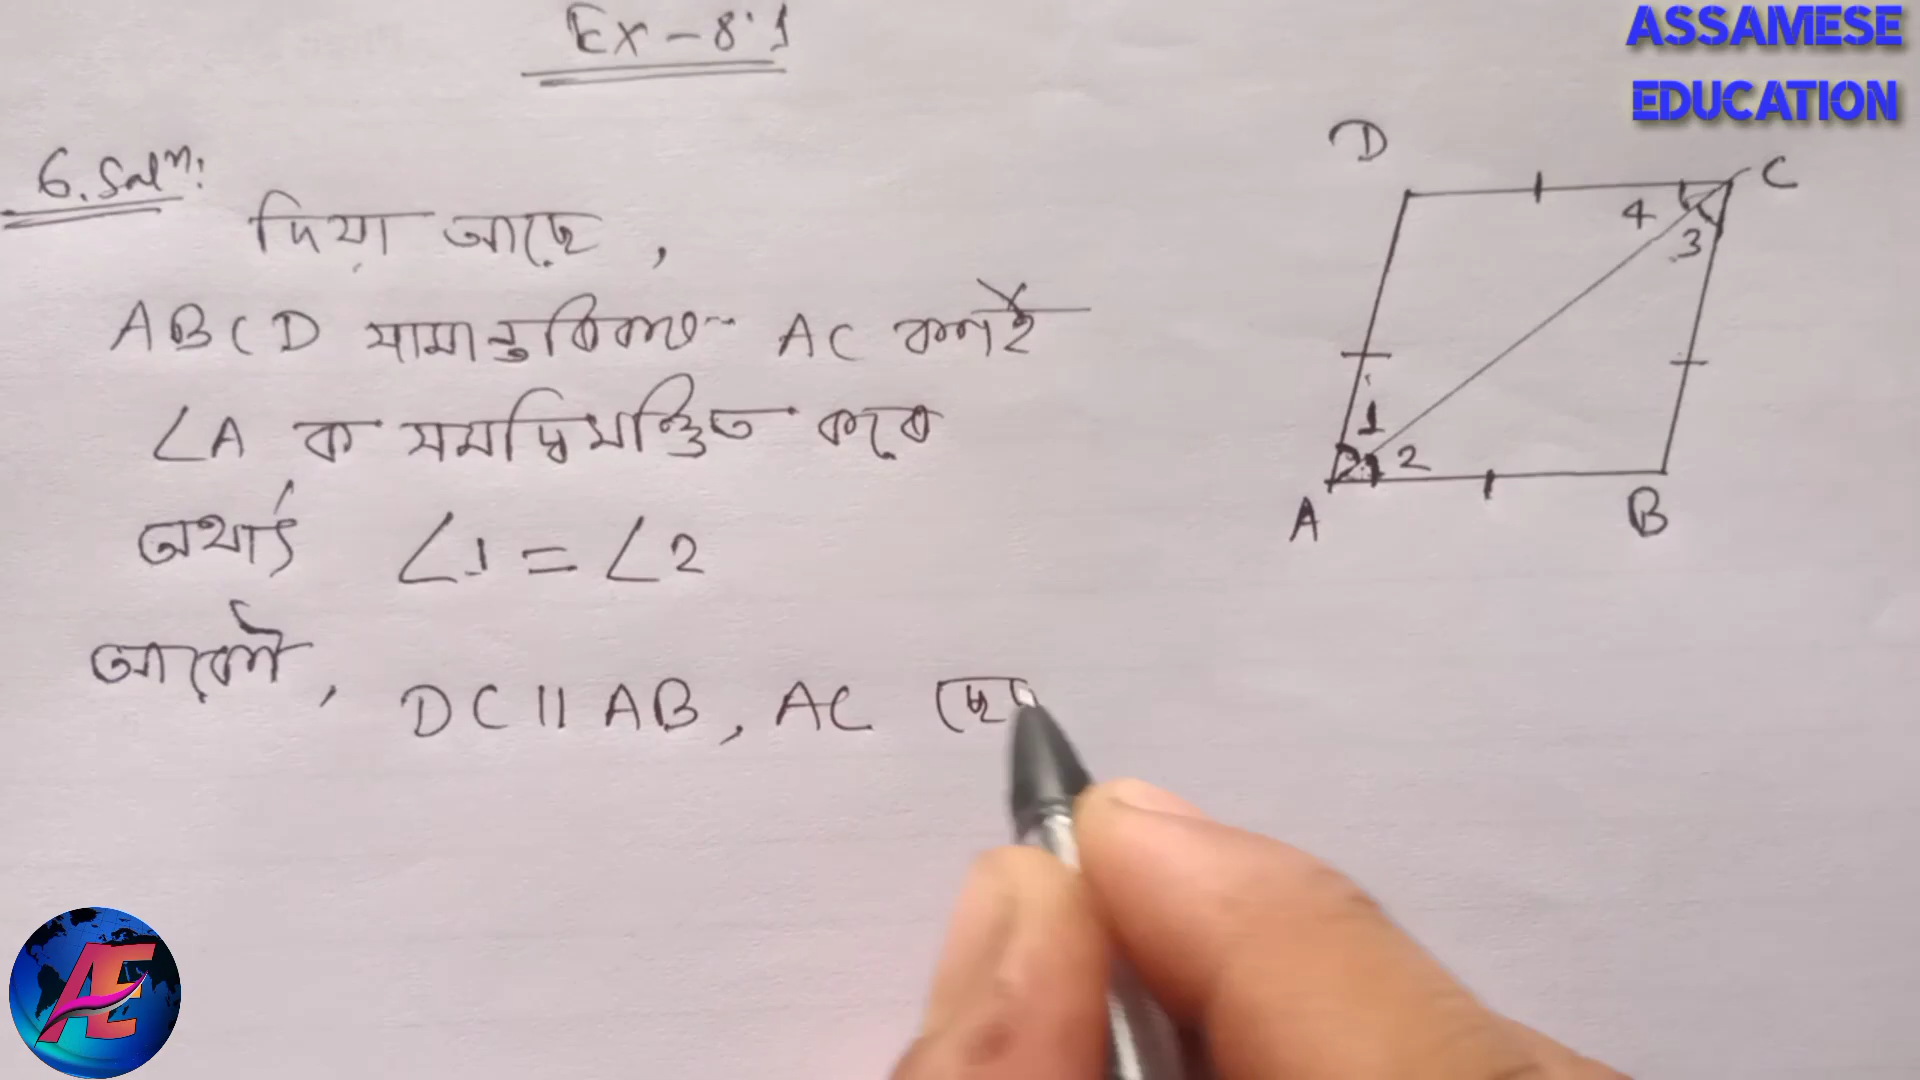 Ex - 8.1
ASSAMESE
EDUCATION
6. Solⁿ:
দিয়া আছে ,
ABCD সামান্তৰিকত AC কৰ্ণই
∠A ক সমদ্বিখণ্ডিত কৰে
অৰ্থাৎ ∠1 = ∠2
আকৌ , DC || AB , AC
D
C
4
3
1
2
A
B
AE